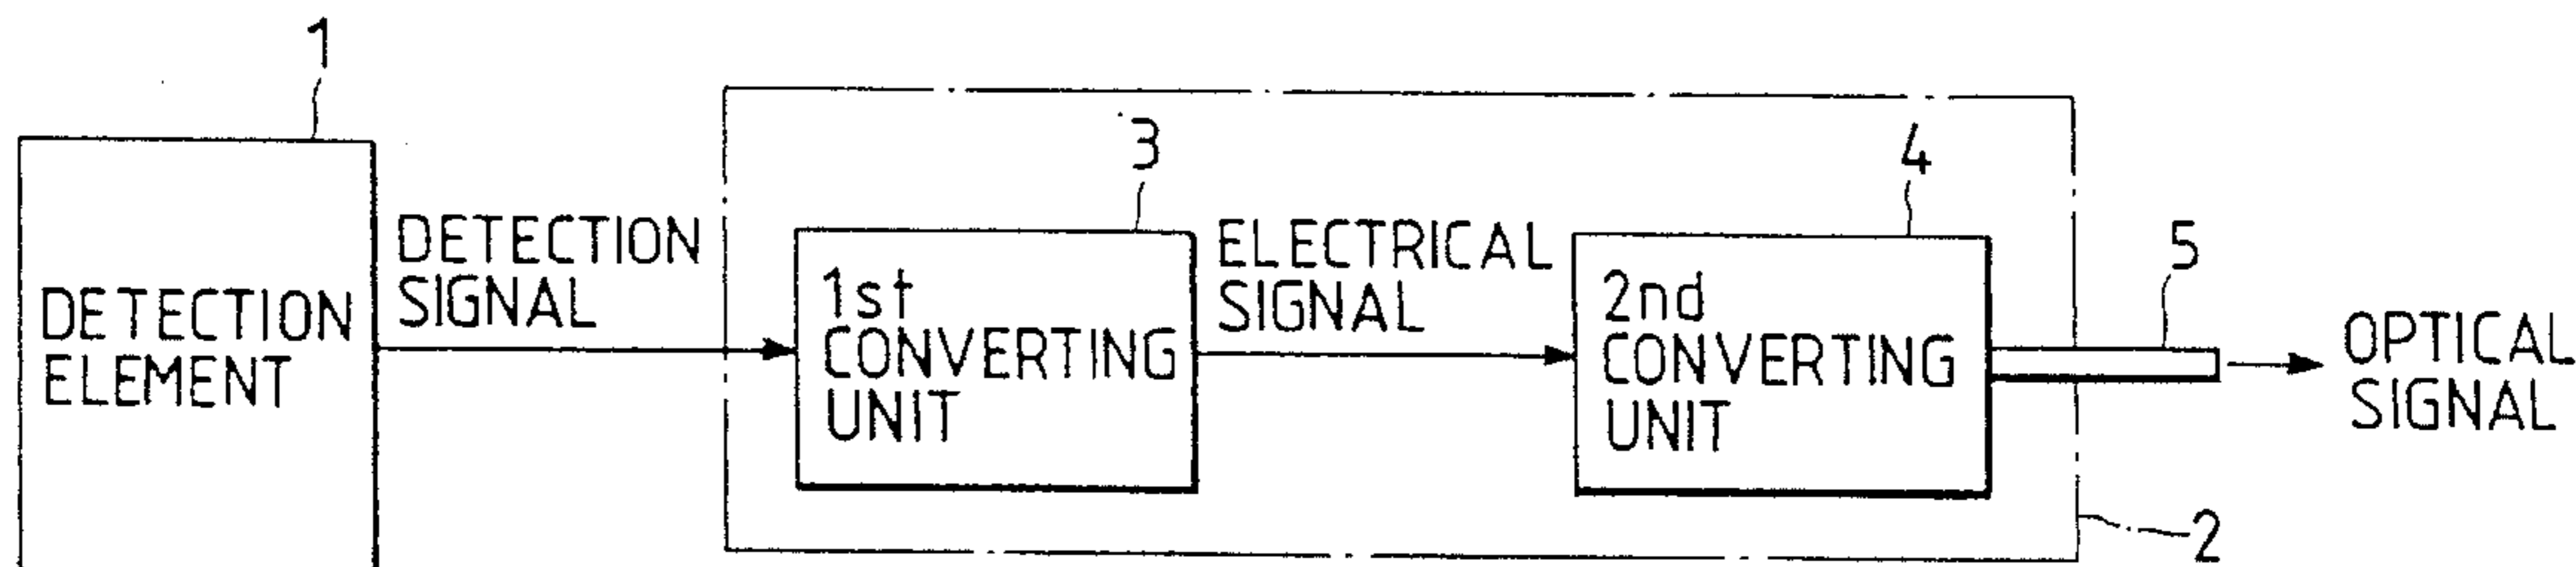 1
DETECTION
ELEMENT
DETECTION
SIGNAL
3
1st
CONVERTING
UNIT
ELECTRICAL
SIGNAL
4
2nd
CONVERTING
UNIT
5
OPTICAL
SIGNAL
2